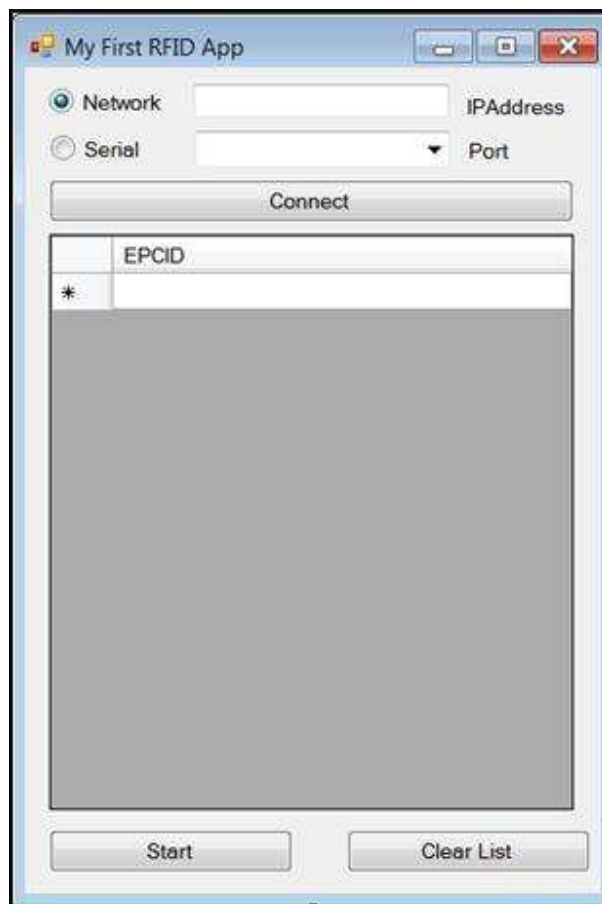 My First RFID App
Network IPAddress
Serial Port
Connect
EPCID
*
Start Clear List